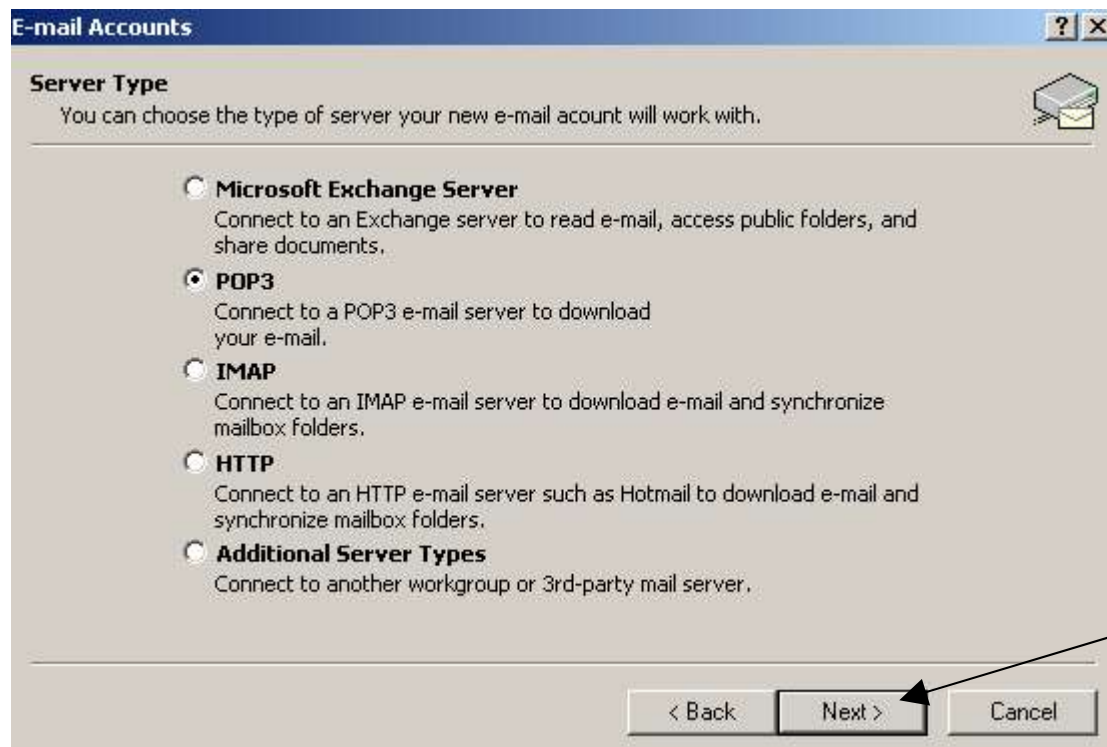 E-mail Accounts
? X
Server Type
You can choose the type of server your new e-mail acount will work with.
Microsoft Exchange Server
Connect to an Exchange server to read e-mail, access public folders, and
share documents.
POP3
Connect to a POP3 e-mail server to download
your e-mail.
IMAP
Connect to an IMAP e-mail server to download e-mail and synchronize
mailbox folders.
HTTP
Connect to an HTTP e-mail server such as Hotmail to download e-mail and
synchronize mailbox folders.
Additional Server Types
Connect to another workgroup or 3rd-party mail server.
< Back Next > Cancel